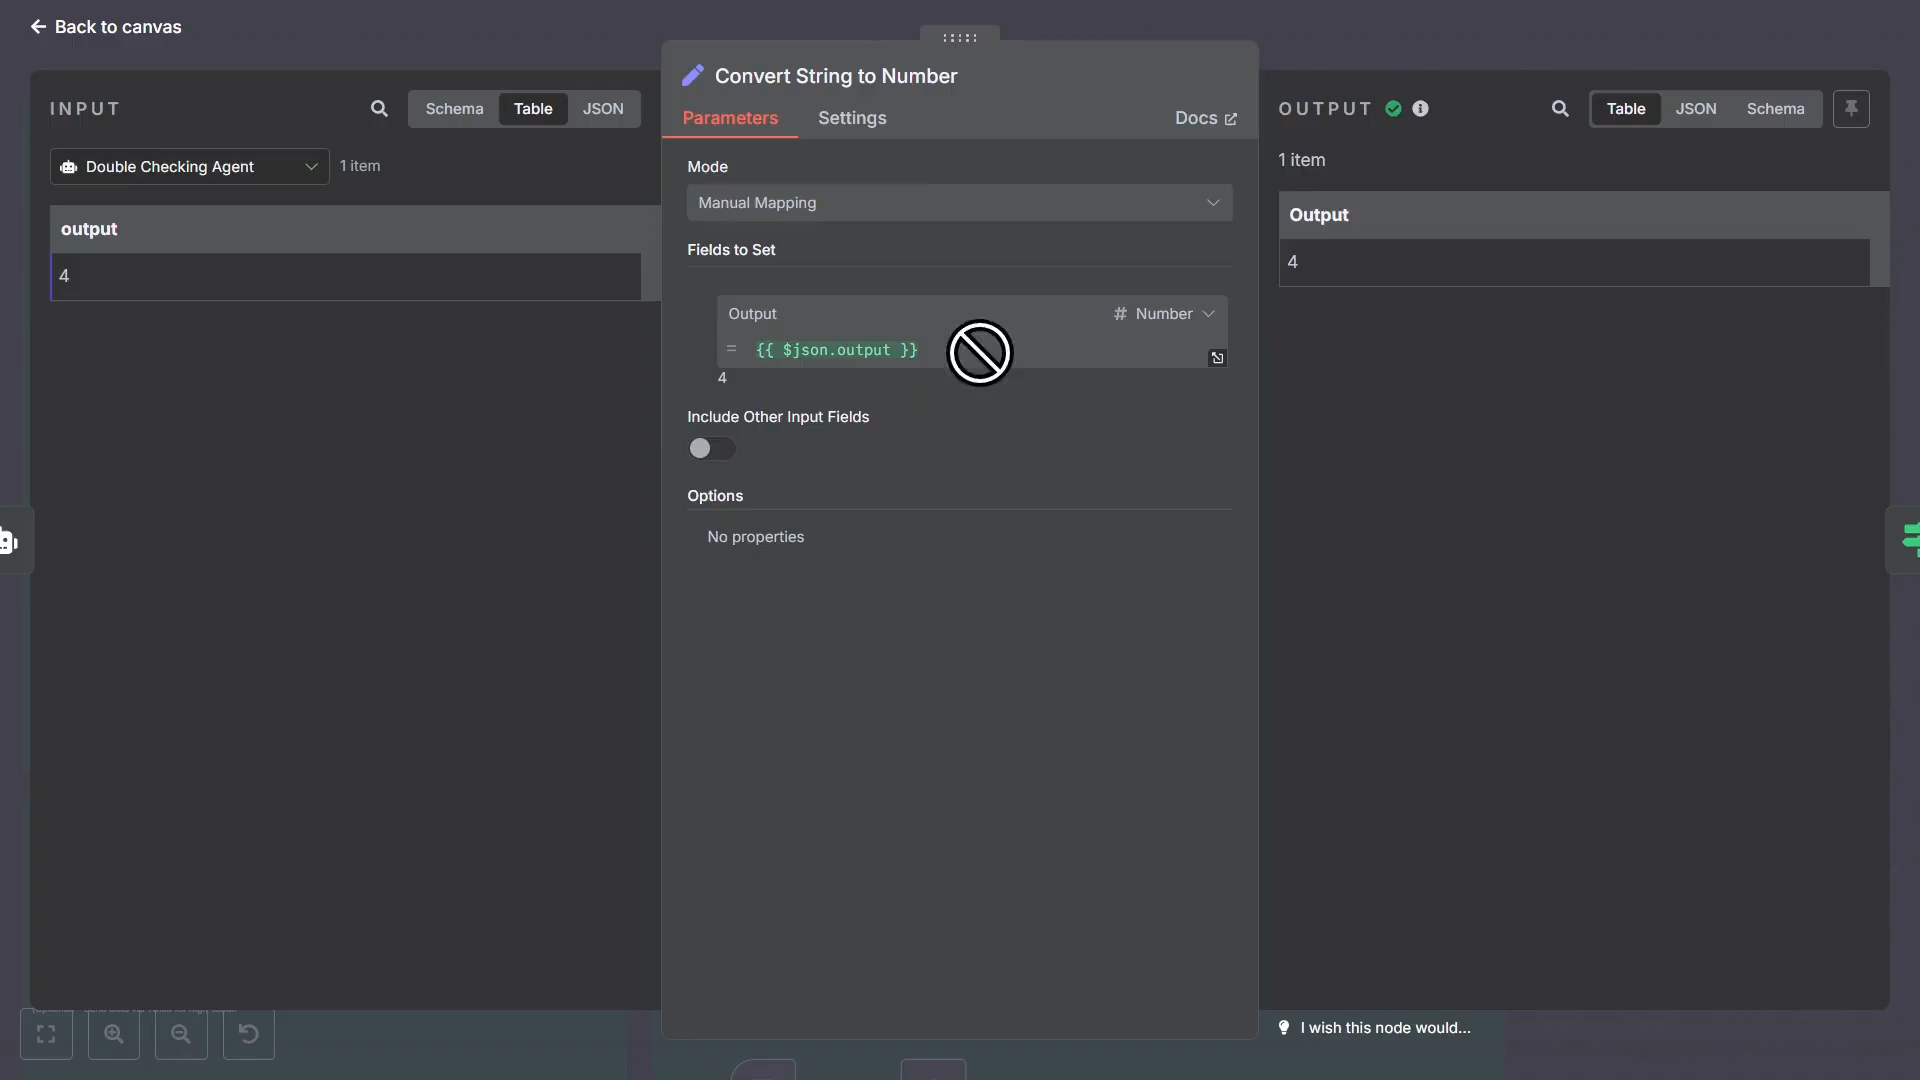 Back to canvas
INPUT
Schema
Table
JSON
Double Checking Agent
1 item
output
4
Convert String to Number
Parameters
Settings
Docs
Mode
Manual Mapping
Fields to Set
Output
# Number
= {{ $json.output }}
4
Include Other Input Fields
Options
No properties
OUTPUT
Table
JSON
Schema
1 item
Output
4
I wish this node would...